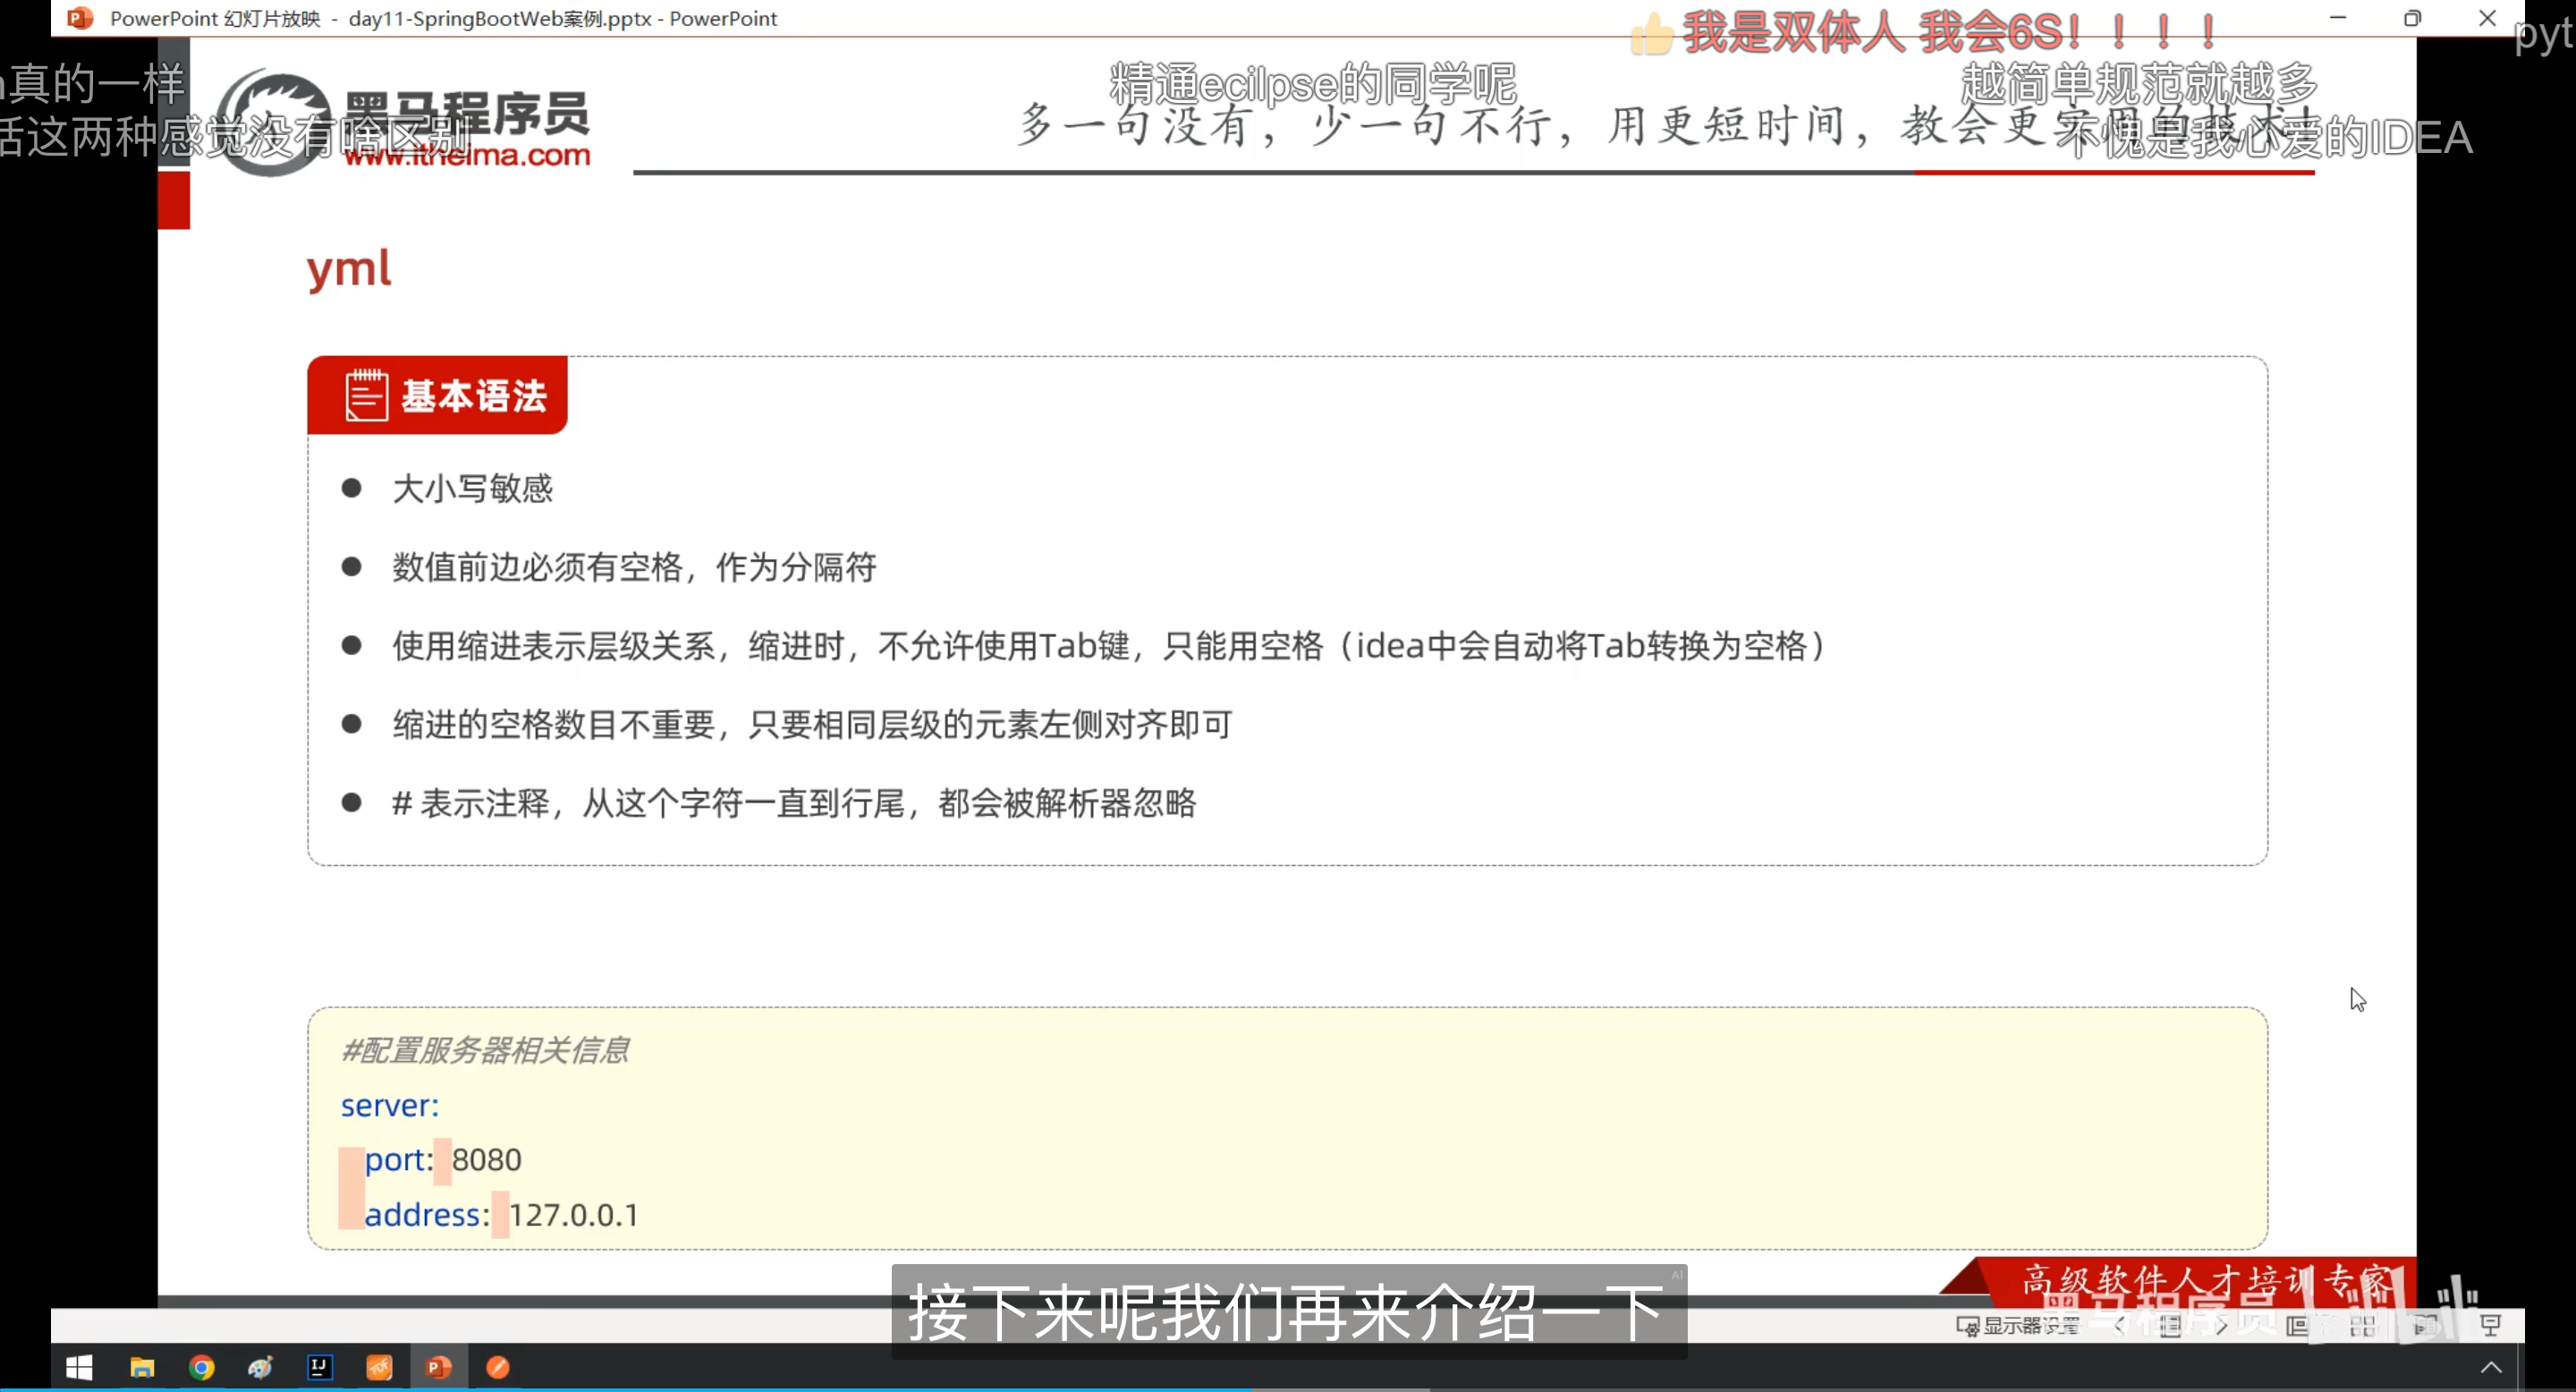 PowerPoint 幻灯片放映 - day11-SpringBootWeb案例.pptx - PowerPoint
我是双体人 我会6S！！！！
pyt
真的一样
精通ecilpse的同学呢
越简单规范就越多
黑马程序员
多一句没有，少一句不行，用更短时间，教会更实用的技术！
话这两种感觉没有啥区别
不愧是我心爱的IDEA
www.itheima.com
yml
基本语法
● 大小写敏感
● 数值前边必须有空格，作为分隔符
● 使用缩进表示层级关系，缩进时，不允许使用Tab键，只能用空格（idea中会自动将Tab转换为空格）
● 缩进的空格数目不重要，只要相同层级的元素左侧对齐即可
● # 表示注释，从这个字符一直到行尾，都会被解析器忽略
#配置服务器相关信息
server:
port: 8080
address: 127.0.0.1
AI
接下来呢我们再来介绍一下
高级软件人才培训专家
黑马程序员
显示器设置